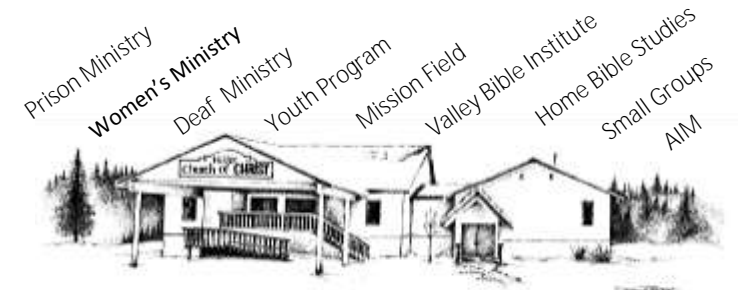 Prison Ministry
Women's Ministry
Deaf Ministry
Youth Program
Mission Field
Valley Bible Institute
Home Bible Studies
Small Groups
AIM
Church of CHRIST